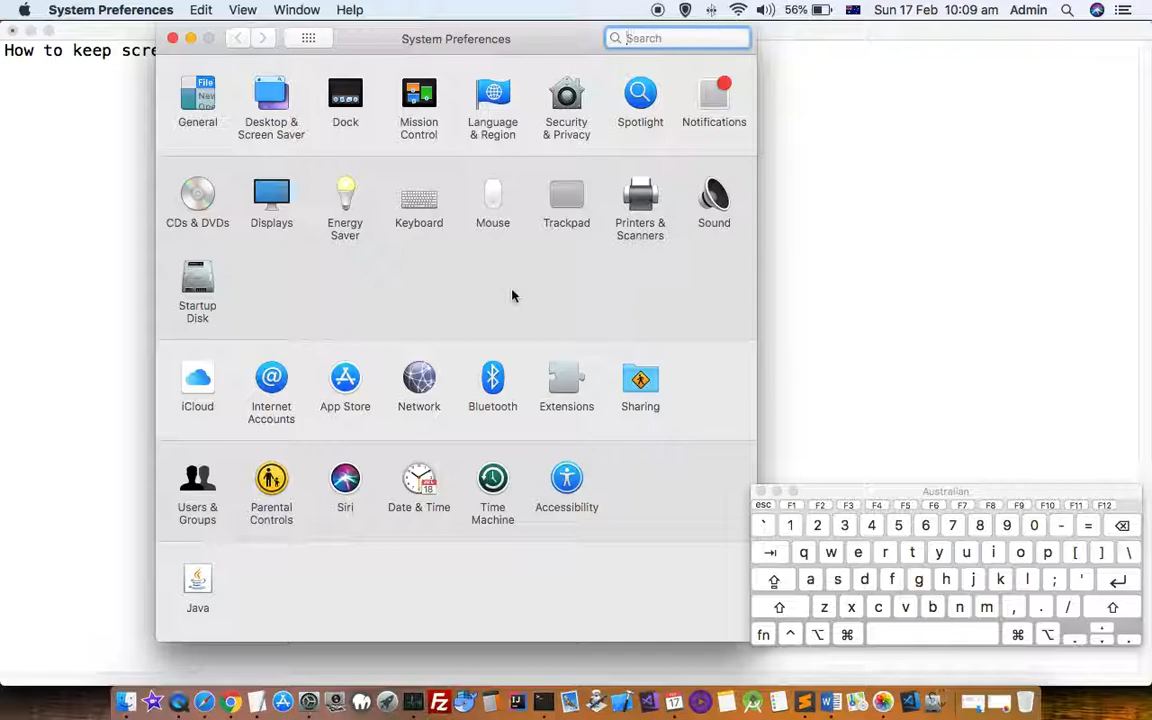 System Preferences Edit View Window Help 56% Sun 17 Feb 10:09 am Admin
How to keep scre
System Preferences
Search
File
New
General
Desktop & Screen Saver
Dock
Mission Control
Language & Region
Security & Privacy
Spotlight
Notifications
CDs & DVDs
Displays
Energy Saver
Keyboard
Mouse
Trackpad
Printers & Scanners
Sound
Startup Disk
iCloud
Internet Accounts
App Store
Network
Bluetooth
Extensions
Sharing
Users & Groups
Parental Controls
Siri
JUL
18
Date & Time
Time Machine
Accessibility
Java
Australian
esc F1 F2 F3 F4 F5 F6 F7 F8 F9 F10 F11 F12
` 1 2 3 4 5 6 7 8 9 0 - =
q w e r t y u i o p [ ] \
a s d f g h j k l ; '
z x c v b n m , . /
fn ^ ⌥ ⌘ ⌘ ⌥